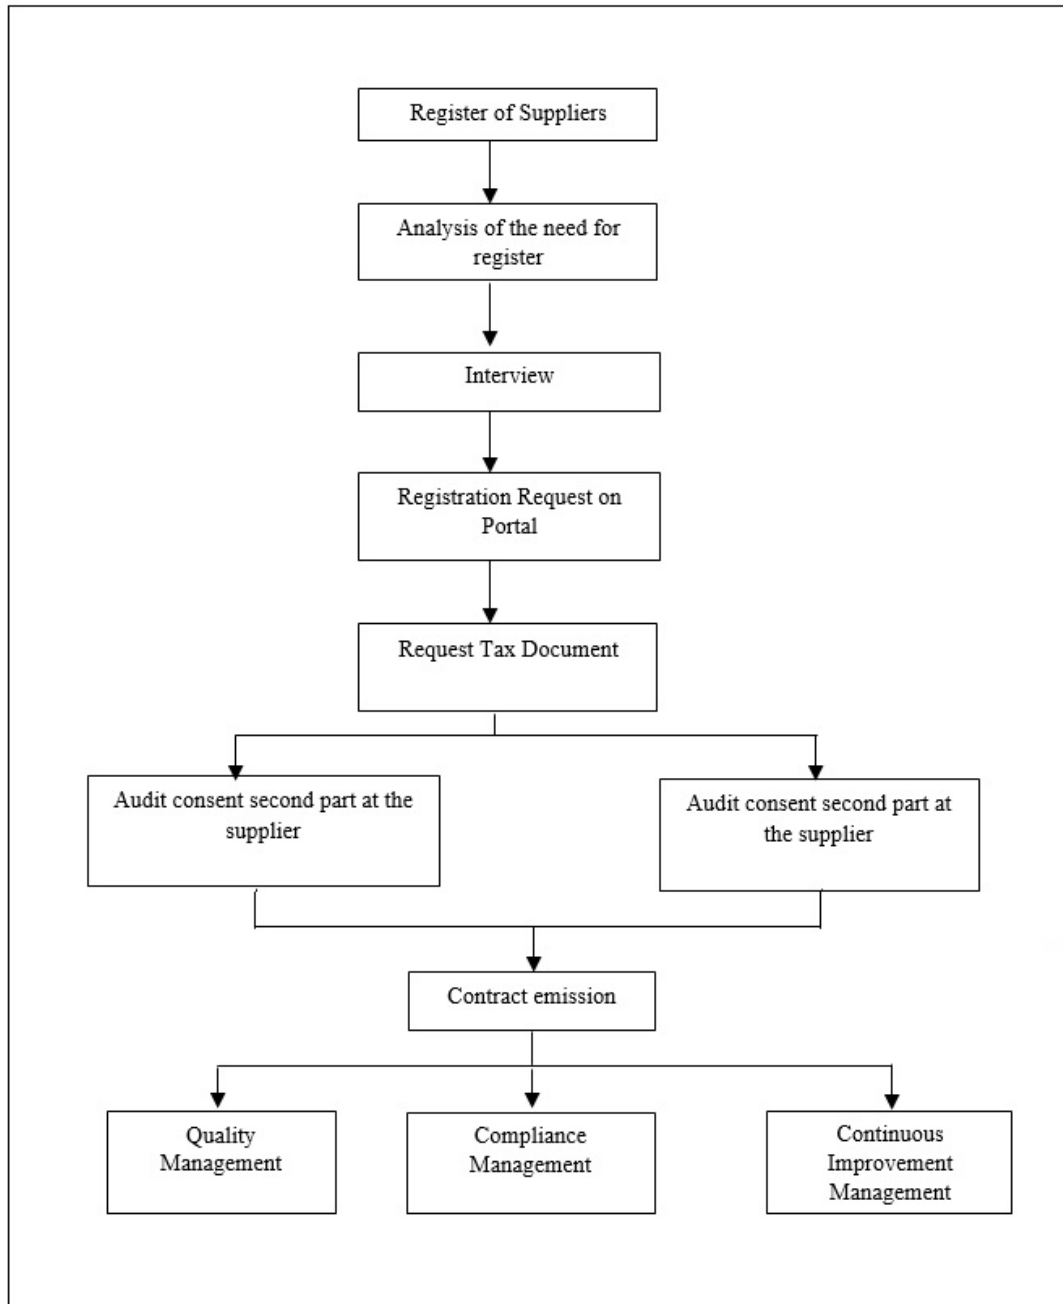 Register of Suppliers
Analysis of the need for
register
Interview
Registration Request on
Portal
Request Tax Document
Audit consent second part at the
supplier
Audit consent second part at
the supplier
Contract emission
Quality
Management
Compliance
Management
Continuous
Improvement
Management